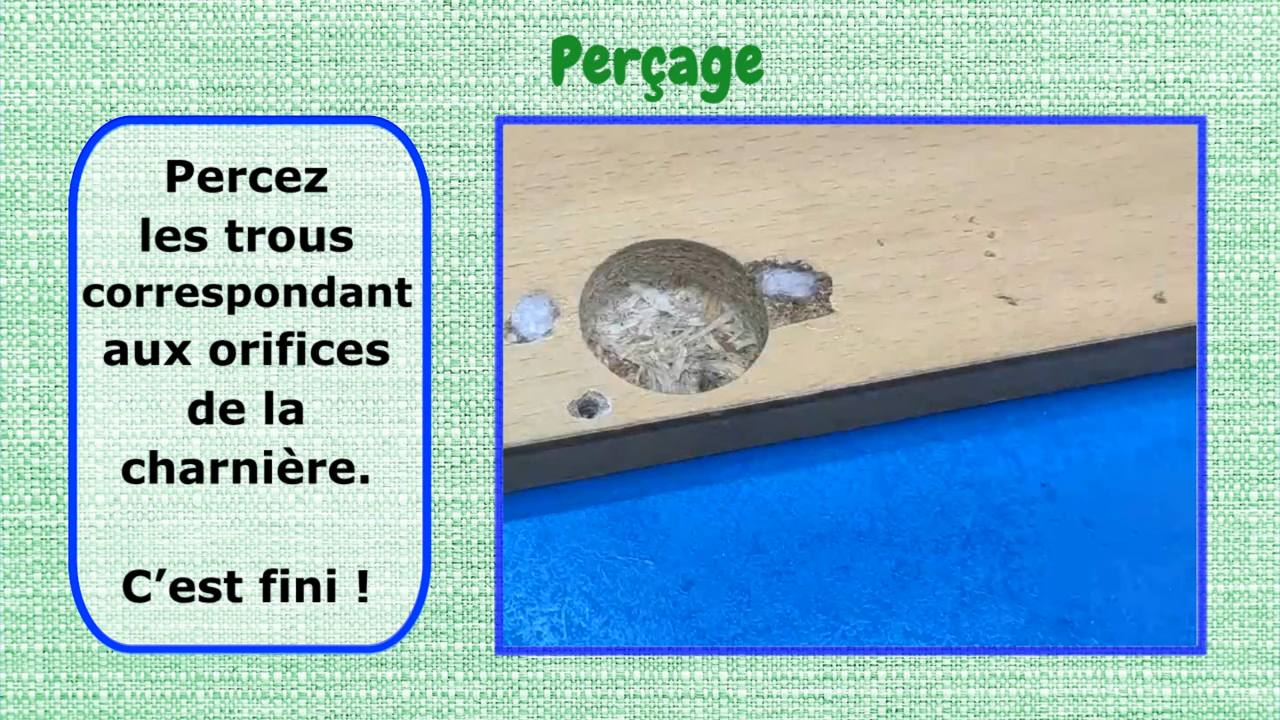 Perçage
Percez
les trous
correspondant
aux orifices
de la
charnière.
C’est fini !